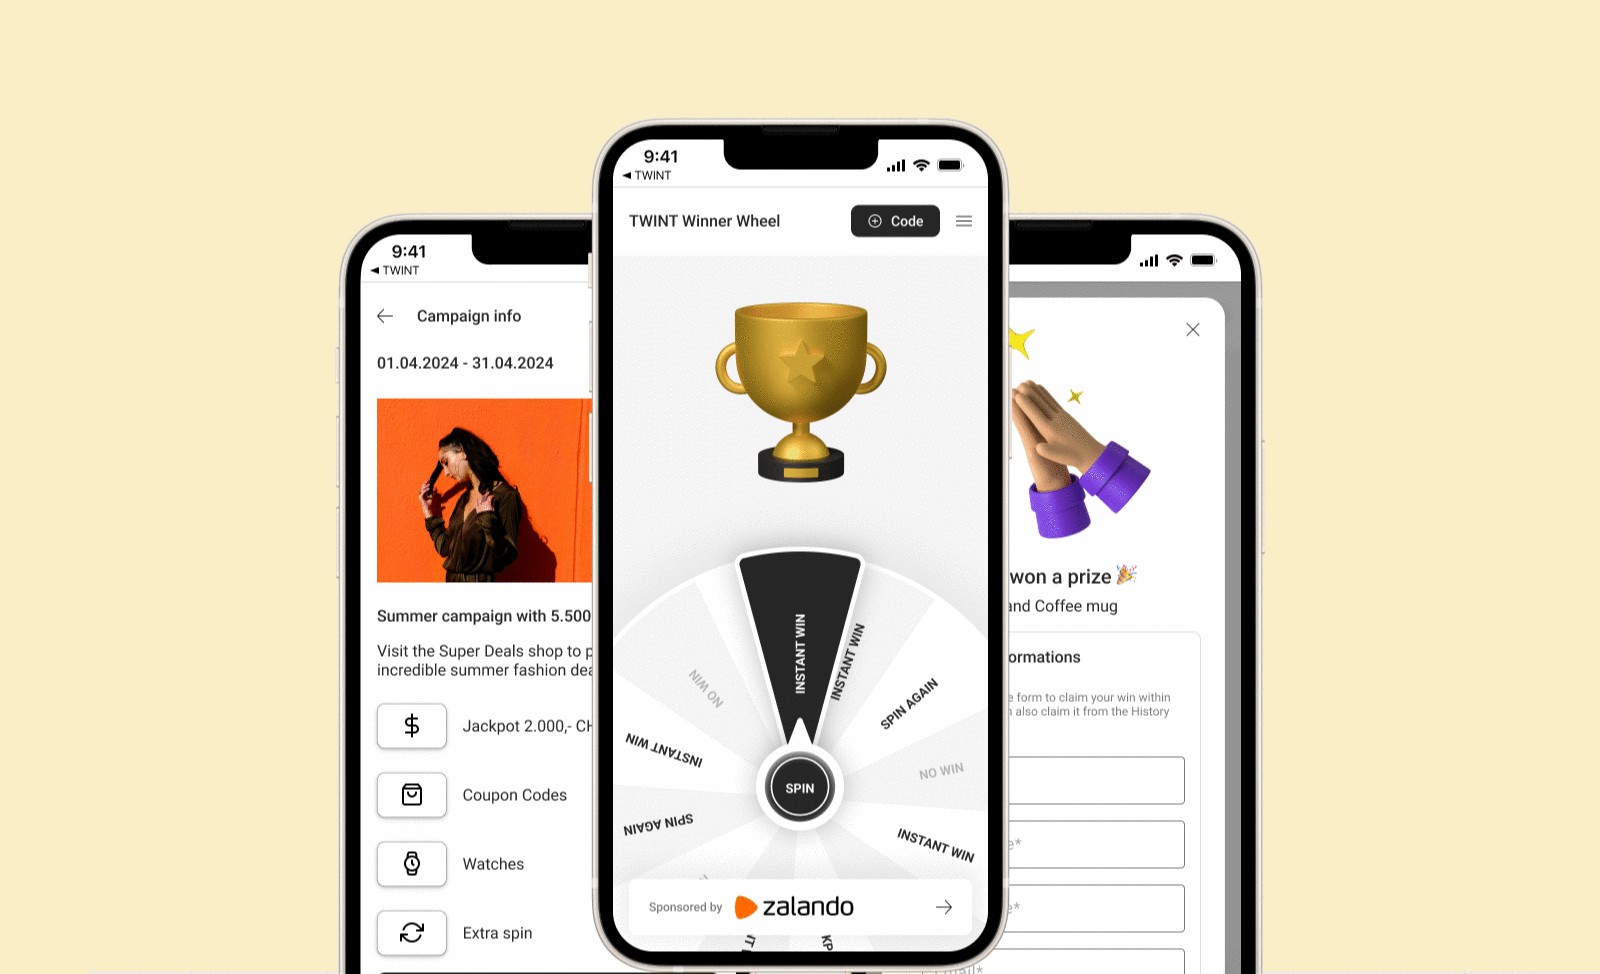 9:41
TWINT
Campaign info
01.04.2024 - 31.04.2024
Summer campaign with 5.500
Visit the Super Deals shop to
incredible summer fashion
Jackpot 2.000,-
Coupon Codes
Watches
Extra spin
9:41
TWINT
TWINT Winner Wheel
Code
INSTANT WIN
INSTANT WIN
SPIN AGAIN
NO WIN
INSTANT WIN
NO WIN
INSTANT WIN
SPIN AGAIN
SPIN
Sponsored by zalando
won a prize 🎉
and Coffee mug
form to claim your win within
also claim it from the History